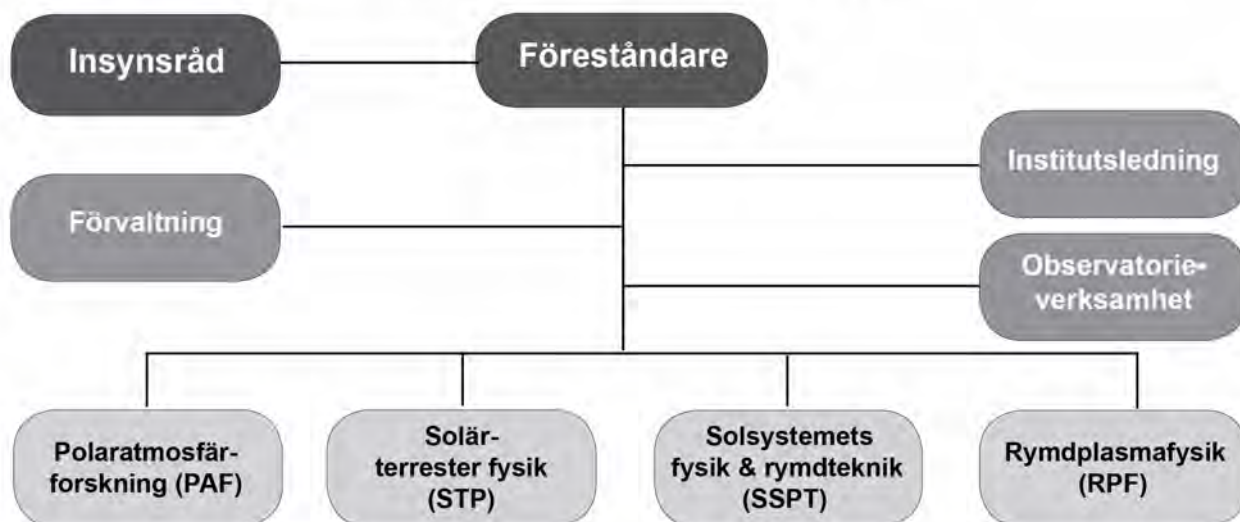 Insynsråd
Föreståndare
Institutsledning
Förvaltning
Observatorie-
verksamhet
Polaratmosfär-
forskning (PAF)
Solär-
terrester fysik
(STP)
Solsystemets
fysik & rymdteknik
(SSPT)
Rymdplasmafysik
(RPF)